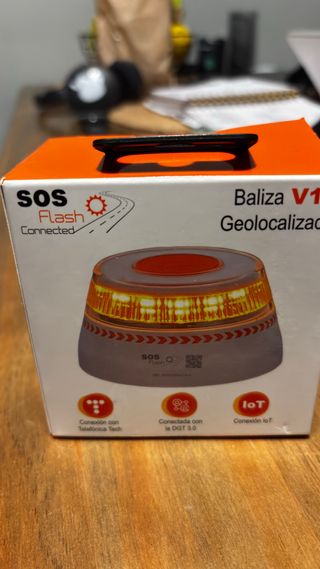 SOS
Flash
Connected
Baliza V1
Geolocalizad
SOS
Flash
IoT
Conexión con
Telefónica Tech
Conectada con
la DGT 3.0
Conexión IoT